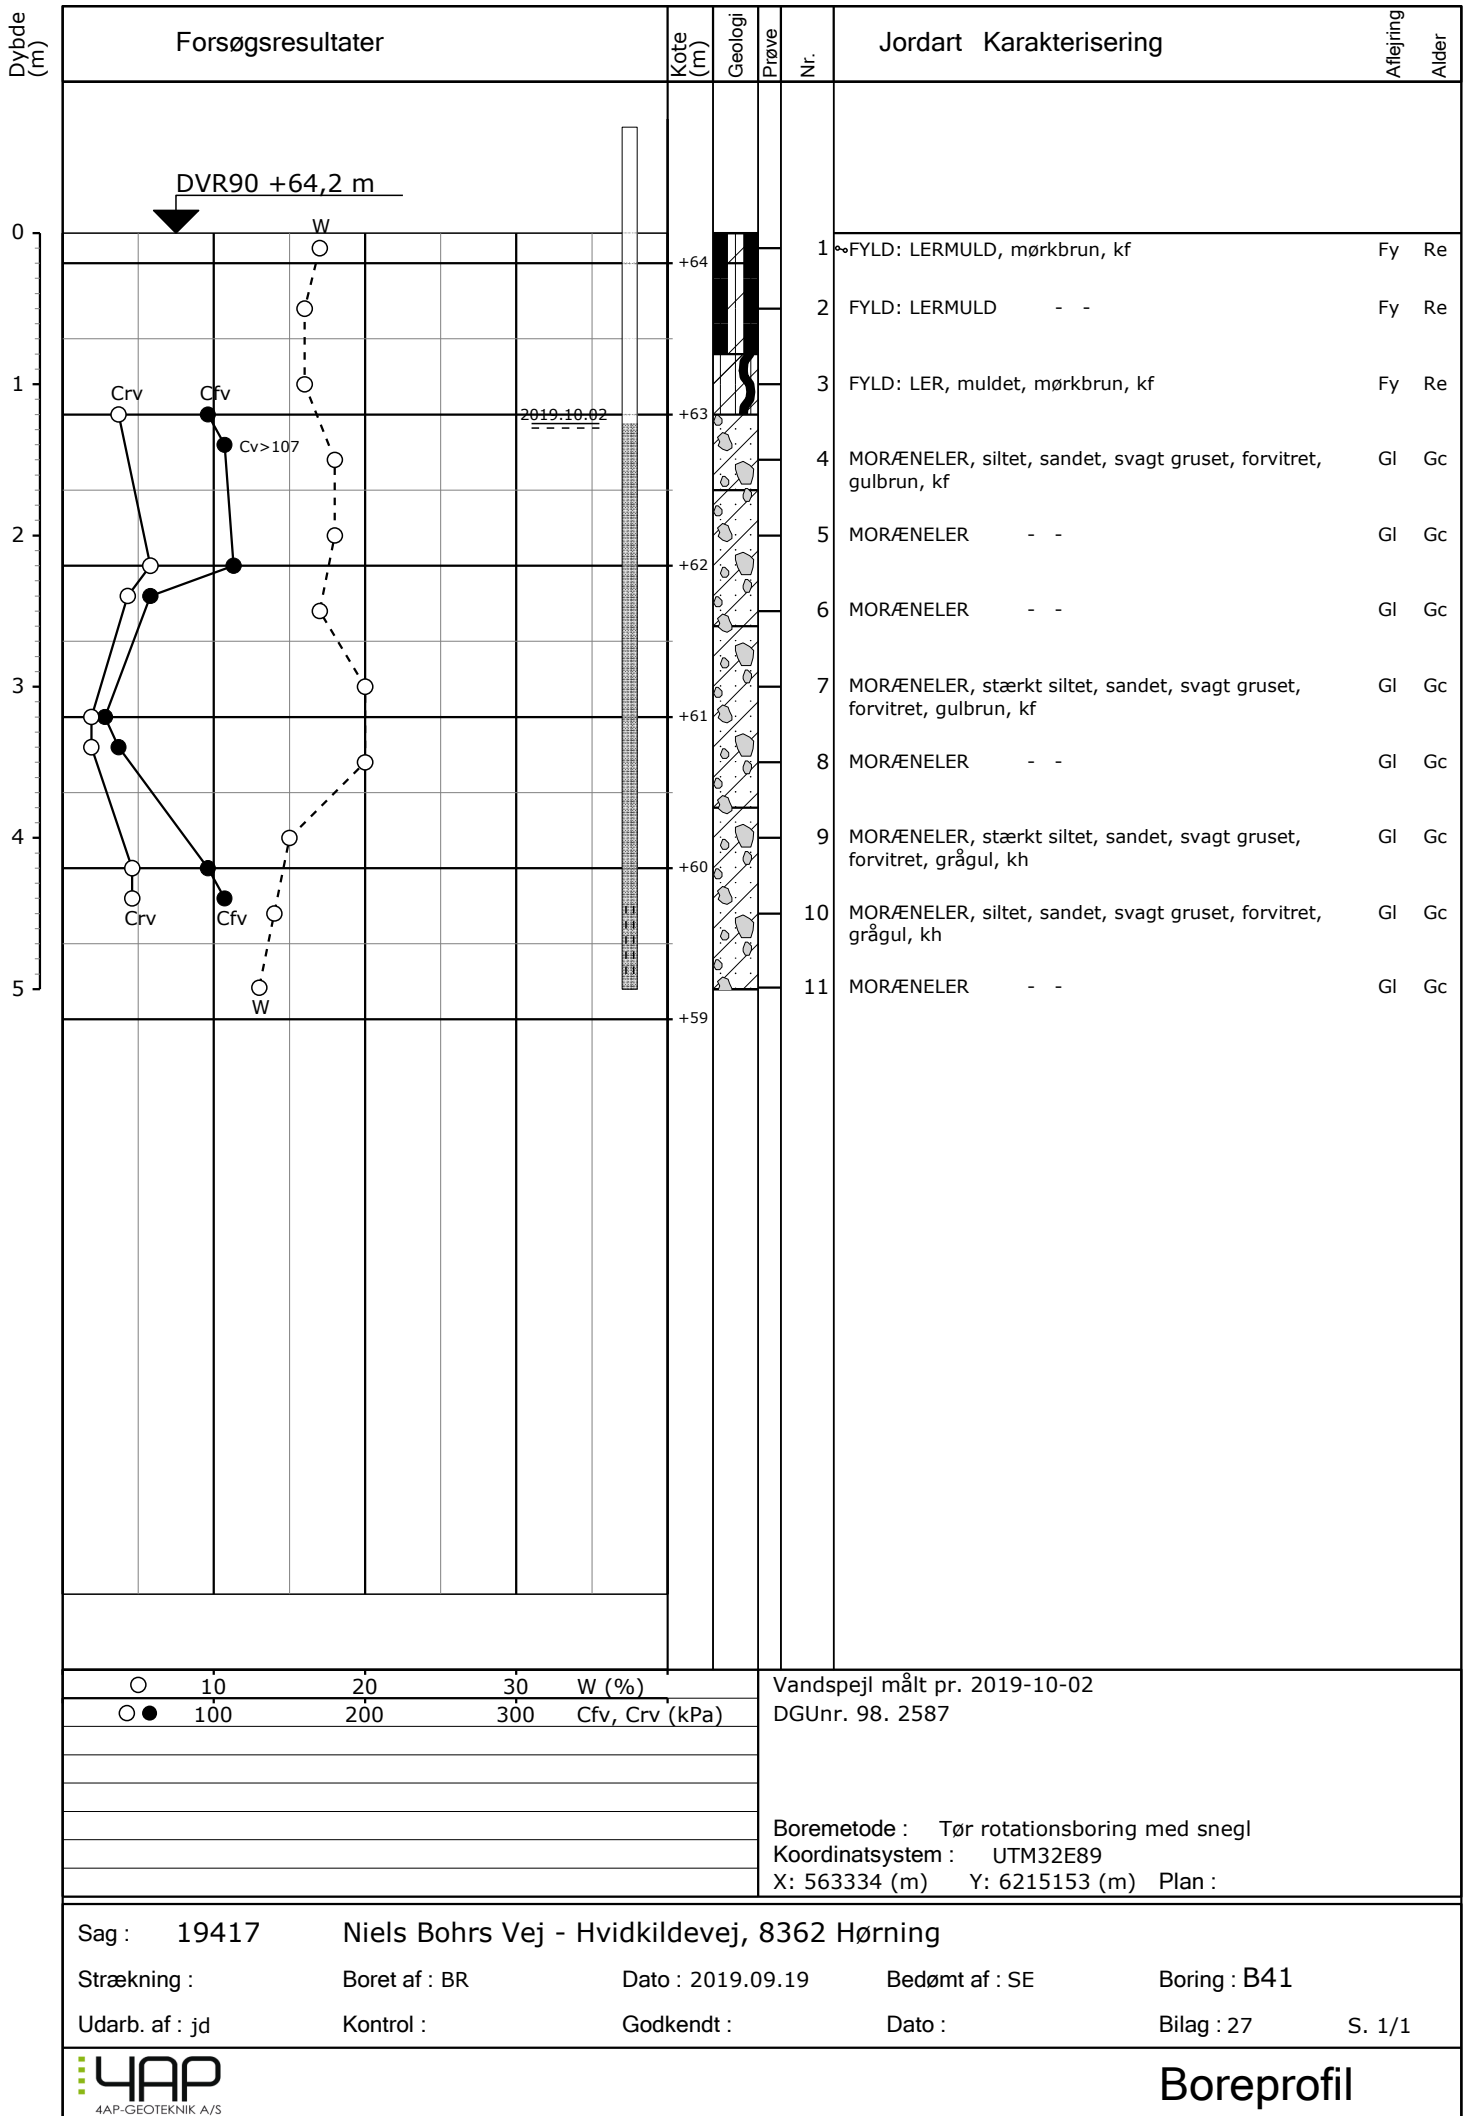 Dybde (m)
Forsøgsresultater
Kote (m)
Geologi
Prøve
Nr.
Jordart Karakterisering
Aflejring
Alder
DVR90 +64,2 m
W
0
+64
1 FYLD: LERMULD, mørkbrun, kf Fy Re
2 FYLD: LERMULD - - Fy Re
1
3 FYLD: LER, muldet, mørkbrun, kf Fy Re
Crv Cfv
2019.10.02
+63
Cv>107
4 MORÆNELER, siltet, sandet, svagt gruset, forvitret, Gl Gc
gulbrun, kf
2
5 MORÆNELER - - Gl Gc
+62
6 MORÆNELER - - Gl Gc
3
7 MORÆNELER, stærkt siltet, sandet, svagt gruset, Gl Gc
forvitret, gulbrun, kf
+61
8 MORÆNELER - - Gl Gc
4
9 MORÆNELER, stærkt siltet, sandet, svagt gruset, Gl Gc
forvitret, grågul, kh
+60
Crv Cfv
10 MORÆNELER, siltet, sandet, svagt gruset, forvitret, Gl Gc
grågul, kh
5
11 MORÆNELER - - Gl Gc
W
+59
10 20 30 W (%)
100 200 300 Cfv, Crv (kPa)
Vandspejl målt pr. 2019-10-02
DGUnr. 98. 2587
Boremetode : Tør rotationsboring med snegl
Koordinatsystem : UTM32E89
X: 563334 (m) Y: 6215153 (m) Plan :
Sag : 19417 Niels Bohrs Vej - Hvidkildevej, 8362 Hørning
Strækning : Boret af : BR Dato : 2019.09.19 Bedømt af : SE Boring : B41
Udarb. af : jd Kontrol : Godkendt : Dato : Bilag : 27 S. 1/1
4AP
4AP-GEOTEKNIK A/S
Boreprofil